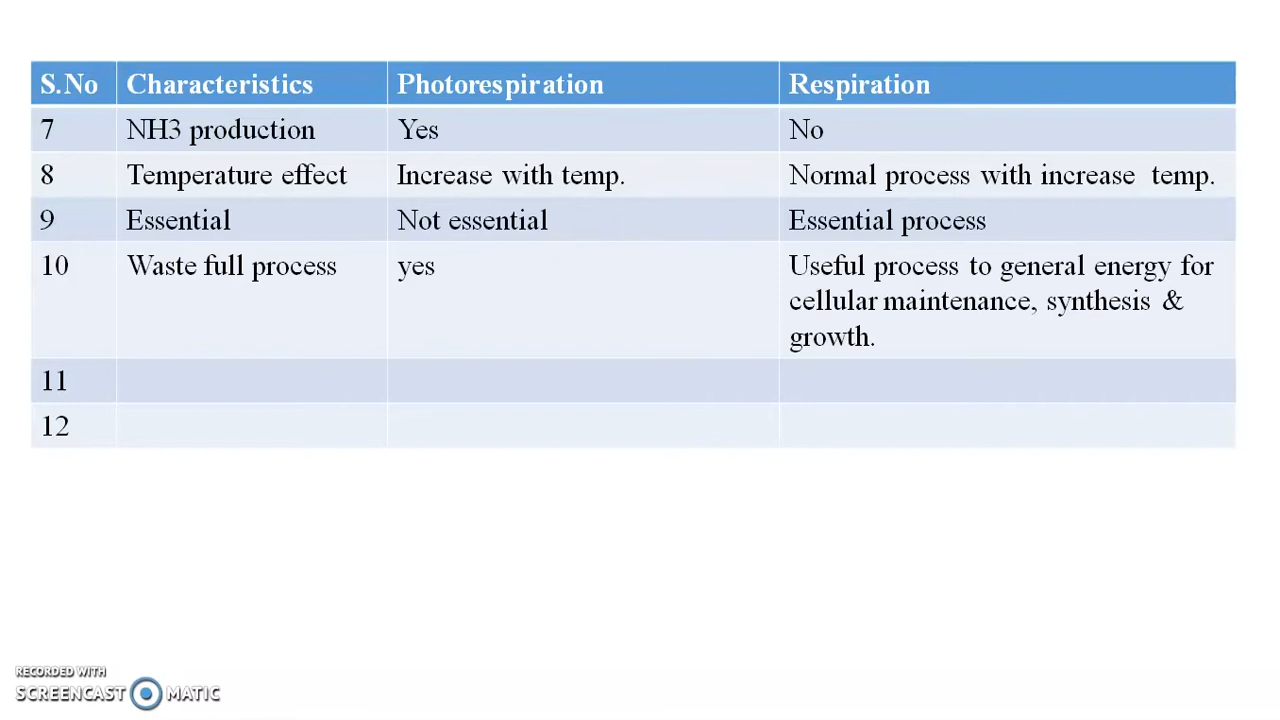 S.No Characteristics Photorespiration Respiration
7 NH3 production Yes No
8 Temperature effect Increase with temp. Normal process with increase temp.
9 Essential Not essential Essential process
10 Waste full process yes Useful process to general energy for
cellular maintenance, synthesis &
growth.
11
12
RECORDED WITH
SCREENCAST MATIC